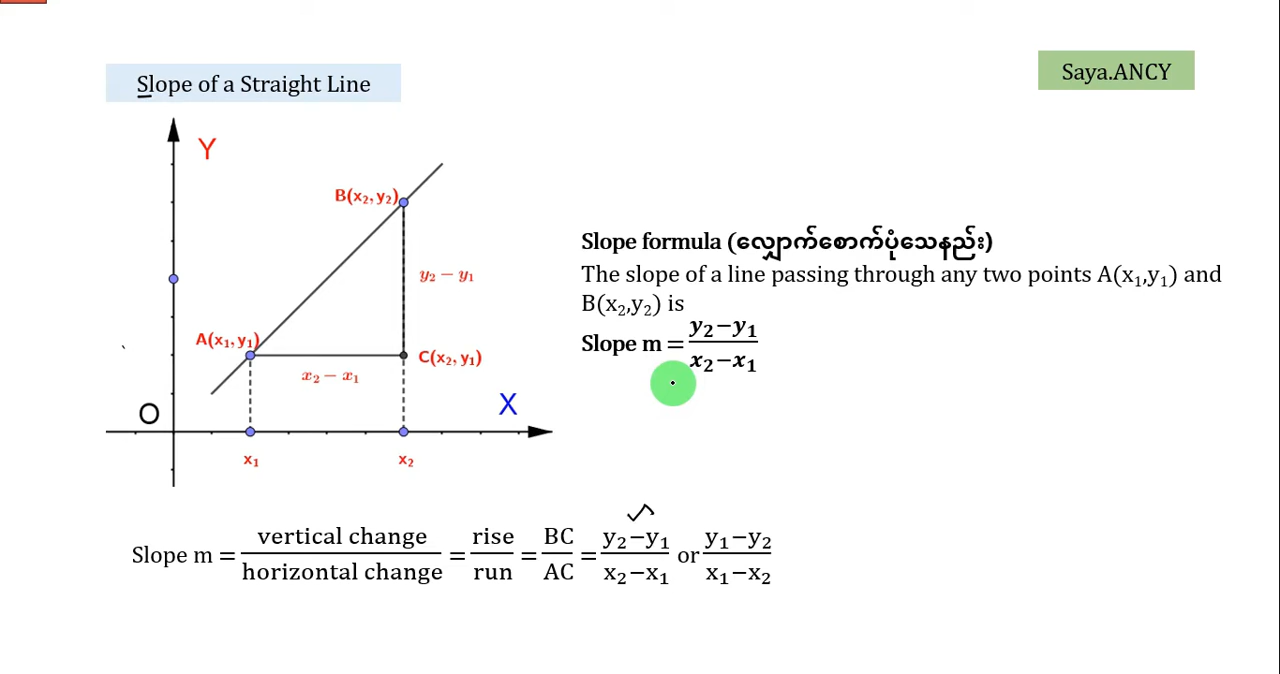 Slope of a Straight Line
Saya.ANCY
Y
B(x₂, y₂)
y₂ − y₁
A(x₁, y₁)
C(x₂, y₁)
x₂ − x₁
O
X
x₁
x₂
Slope formula (လျှောက်စောက်ပုံသေနည်း)
The slope of a line passing through any two points A(x₁,y₁) and
B(x₂,y₂) is
Slope m = y₂−y₁ / x₂−x₁
Slope m = vertical change / horizontal change = rise / run = BC / AC = y₂−y₁ / x₂−x₁ or y₁−y₂ / x₁−x₂